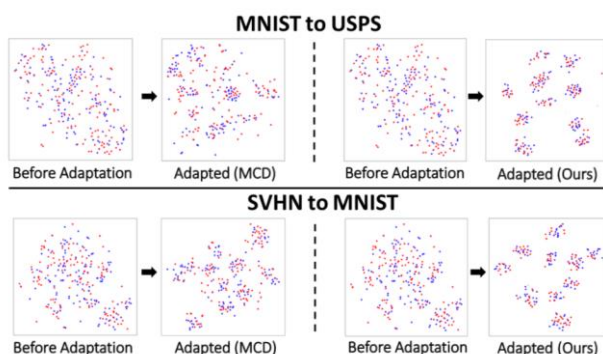 MNIST to USPS
Before Adaptation
Adapted (MCD)
Before Adaptation
Adapted (Ours)
SVHN to MNIST
Before Adaptation
Adapted (MCD)
Before Adaptation
Adapted (Ours)